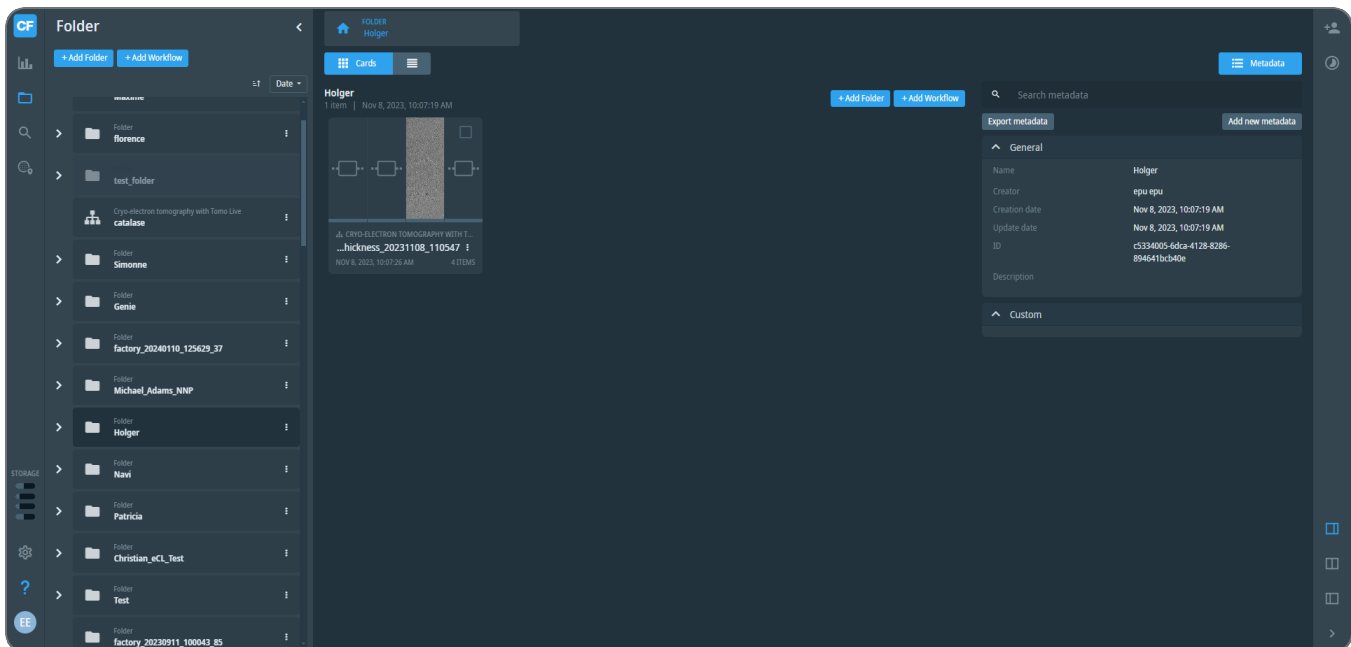 CF
Folder
+ Add Folder
+ Add Workflow
Date
Maxime
Folder
florence
test_folder
Cryo-electron tomography with Tomo Live
catalase
Folder
Simonne
Folder
Genie
Folder
factory_20240110_125629_37
Folder
Michael_Adams_NNP
Folder
Holger
Folder
Navi
Folder
Patricia
Folder
Christian_eCL_Test
Folder
Test
Folder
factory_20230911_100043_85
STORAGE
?
EE
FOLDER
Holger
Cards
Metadata
Holger
1 item | Nov 8, 2023, 10:07:19 AM
+ Add Folder
+ Add Workflow
CRYO-ELECTRON TOMOGRAPHY WITH T...
...hickness_20231108_110547
NOV 8, 2023, 10:07:26 AM 4 ITEMS
Search metadata
Export metadata
Add new metadata
General
Name Holger
Creator epu epu
Creation date Nov 8, 2023, 10:07:19 AM
Update date Nov 8, 2023, 10:07:19 AM
ID c5334005-6dca-4128-8286-
894641bcb40e
Description
Custom